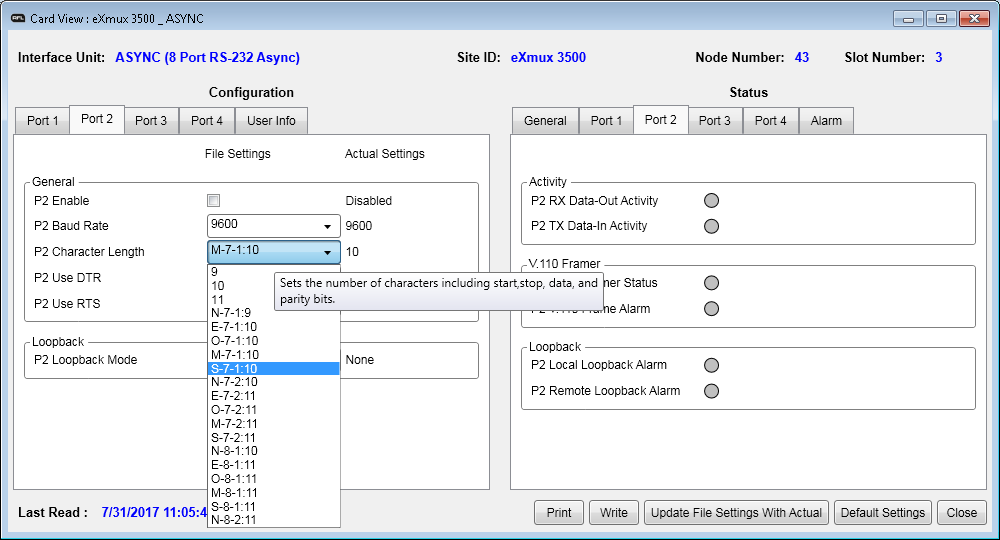 AFL Card View : eXmux 3500 _ ASYNC
Interface Unit: ASYNC (8 Port RS-232 Async) Site ID: eXmux 3500 Node Number: 43 Slot Number: 3
Configuration
Port 1 Port 2 Port 3 Port 4 User Info
File Settings Actual Settings
General
P2 Enable Disabled
P2 Baud Rate 9600 9600
P2 Character Length M-7-1:10 10
P2 Use DTR
P2 Use RTS
9
10
11
N-7-1:9
E-7-1:10
O-7-1:10
M-7-1:10
S-7-1:10
N-7-2:10
E-7-2:11
O-7-2:11
M-7-2:11
S-7-2:11
N-8-1:10
E-8-1:11
O-8-1:11
M-8-1:11
S-8-1:11
N-8-2:11
Sets the number of characters including start,stop, data, and
parity bits.
Loopback
P2 Loopback Mode None
Status
General Port 1 Port 2 Port 3 Port 4 Alarm
Activity
P2 RX Data-Out Activity
P2 TX Data-In Activity
V.110 Framer
mer Status
P2 V.110 Frame Alarm
Loopback
P2 Local Loopback Alarm
P2 Remote Loopback Alarm
Last Read : 7/31/2017 11:05:4
Print Write Update File Settings With Actual Default Settings Close